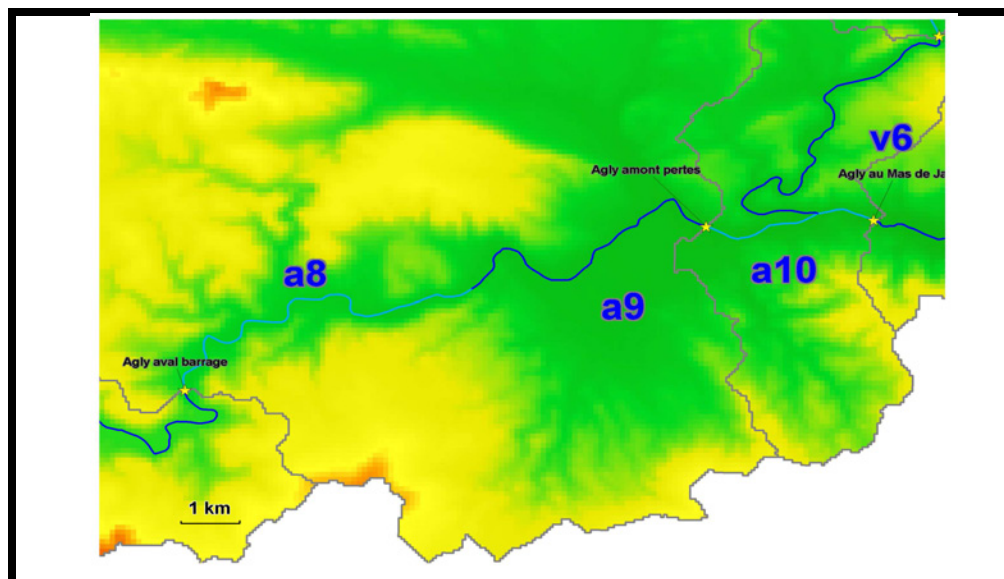 v6
Agly amont pertes
Agly au Mas de Ja
a8
a10
a9
Agly aval barrage
1 km